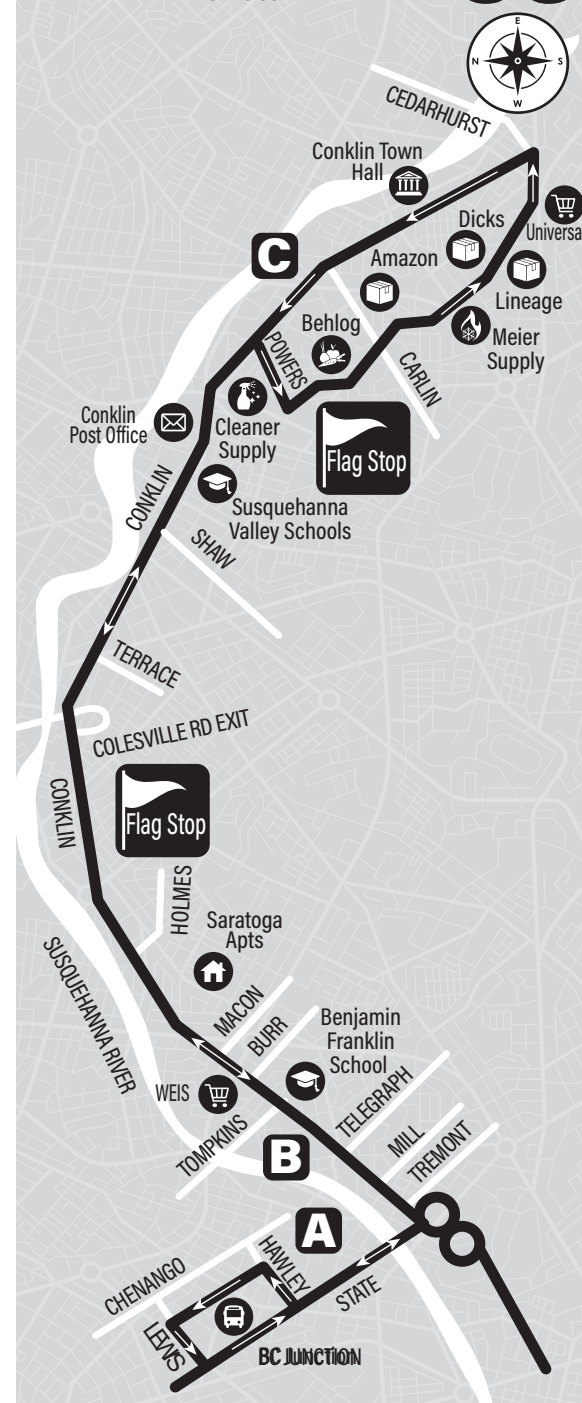 E
N
S
W
CEDARHURST
Conklin Town
Hall
Dicks
Universa
C
Amazon
Lineage
Behlog
Meier
Supply
POWERS
CARLIN
Conklin
Post Office
Cleaner
Supply
Flag Stop
CONKLIN
Susquehanna
Valley Schools
SHAW
TERRACE
COLESVILLE RD EXIT
CONKLIN
Flag Stop
HOLMES
Saratoga
Apts
SUSQUEHANNA RIVER
MACON
BURR
Benjamin
Franklin
School
WEIS
TELEGRAPH
TOMPKINS
B
MILL
TREMONT
A
HAWLEY
CHENANGO
STATE
LEWIS
BC JUNCTION